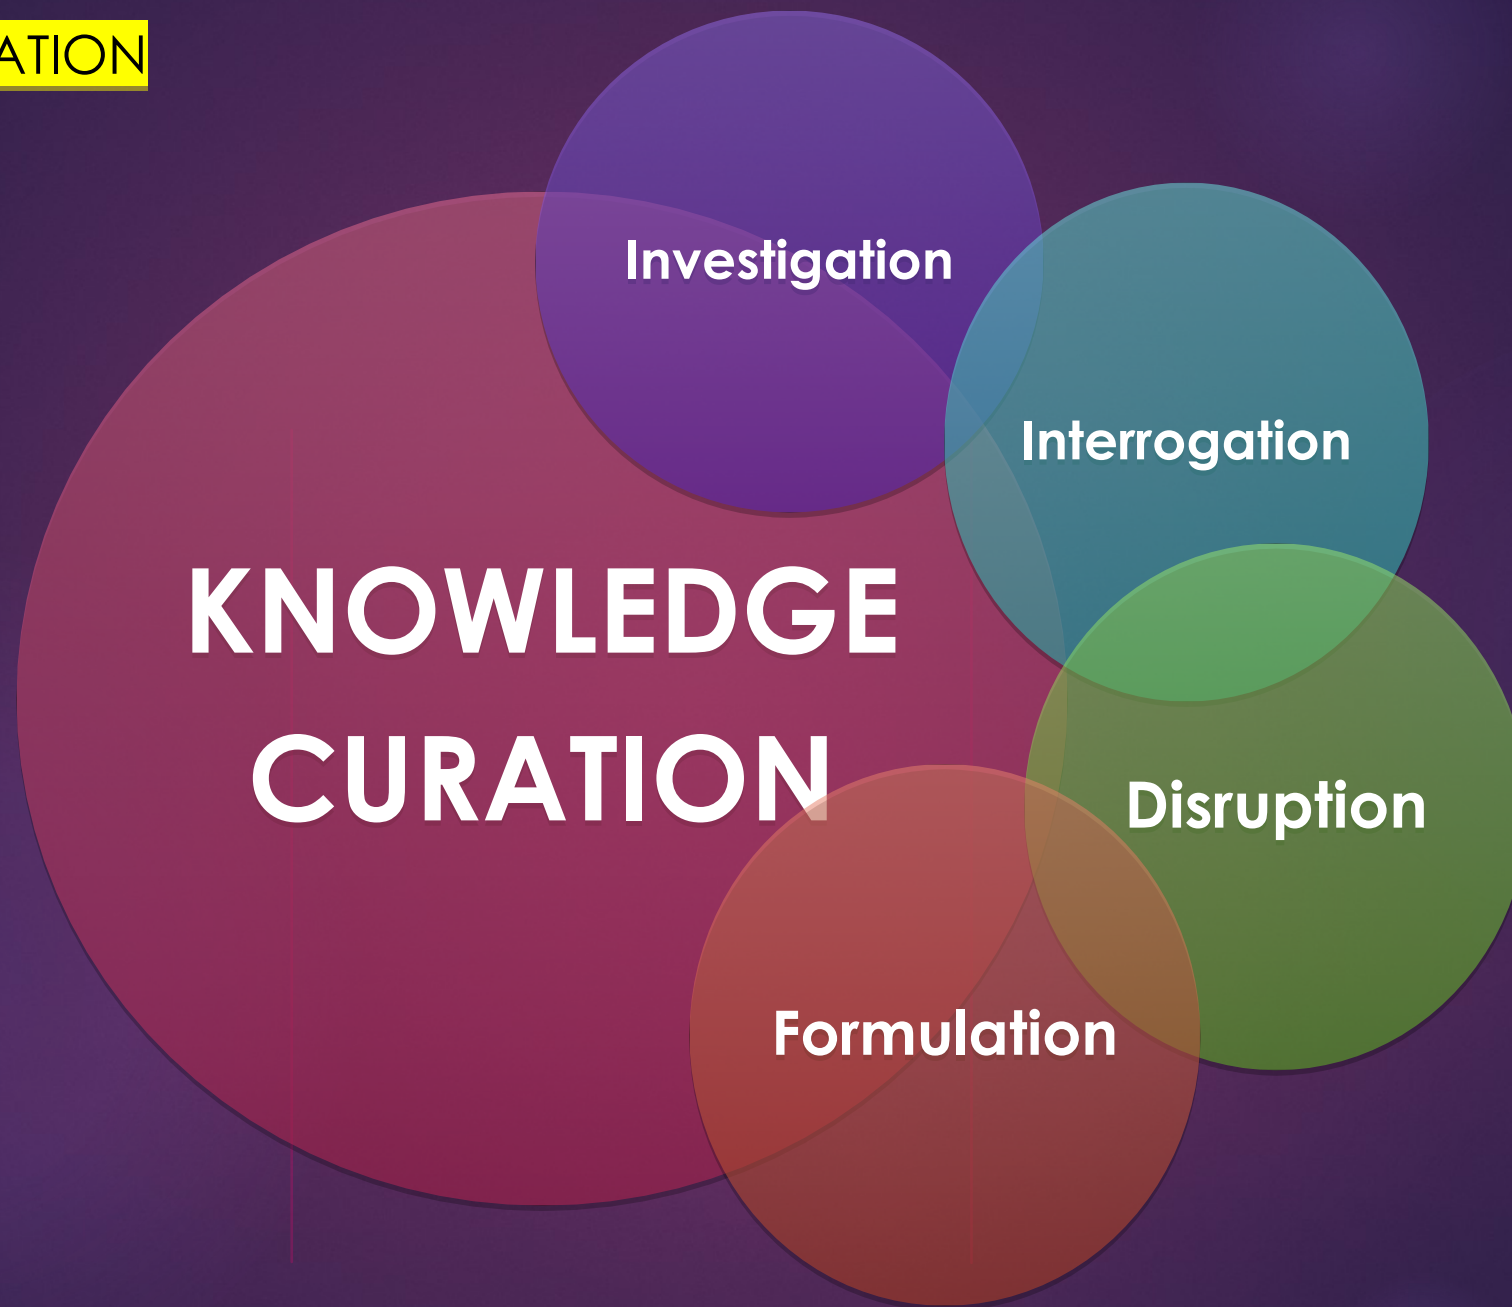 ATION
Investigation
Interrogation
KNOWLEDGE
CURATION
Disruption
Formulation